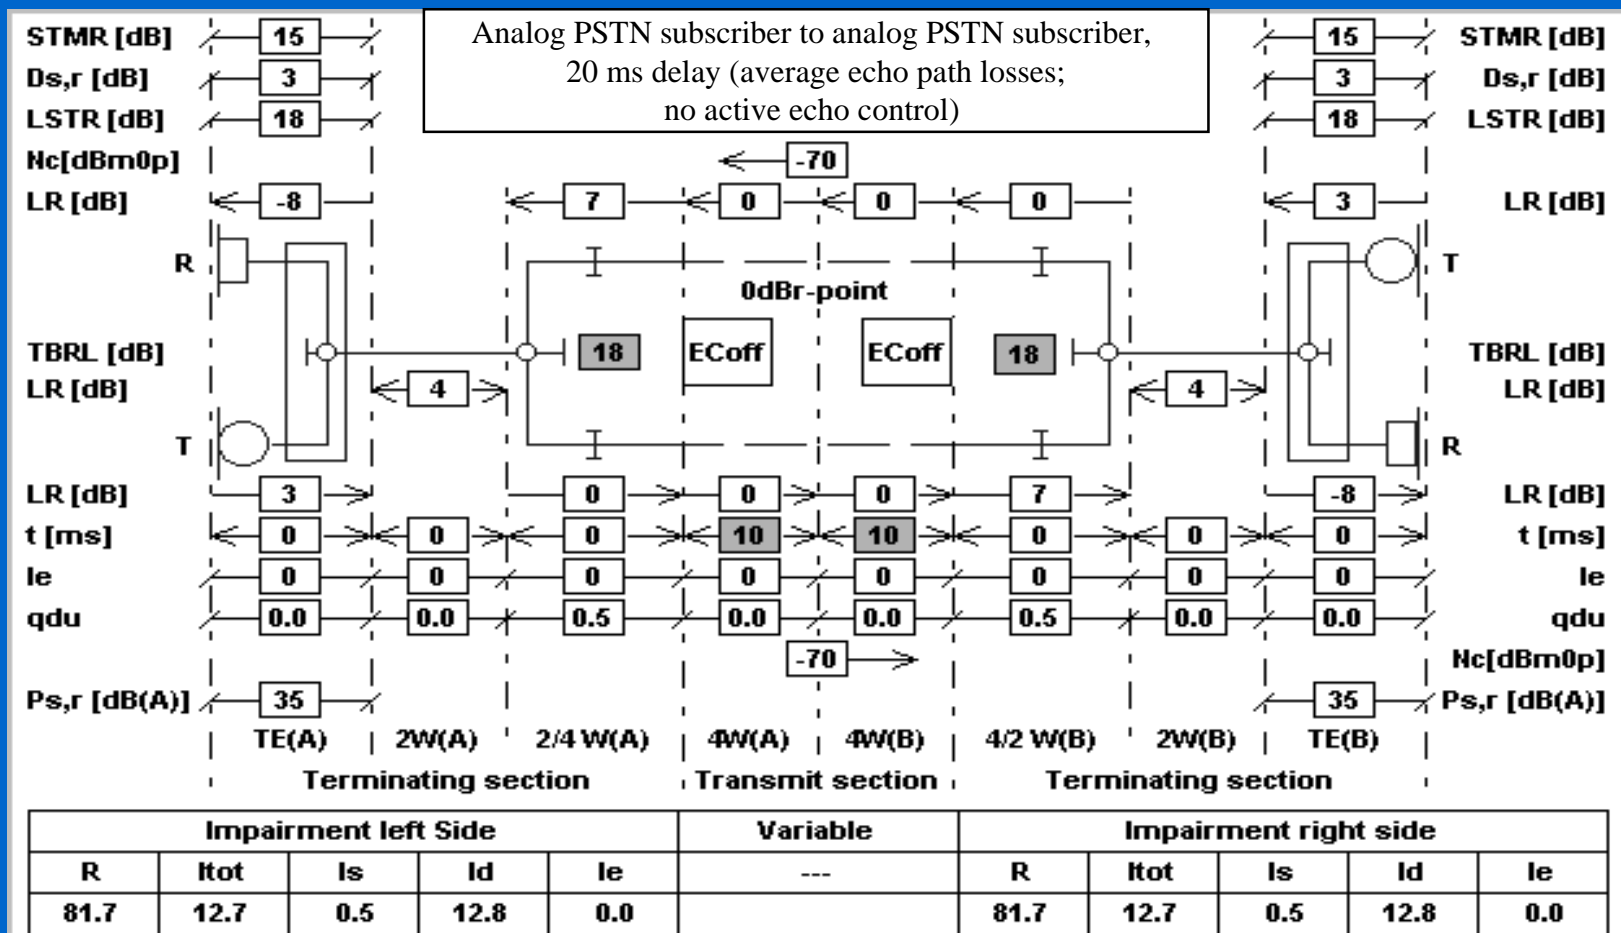 STMR [dB] 15 Analog PSTN subscriber to analog PSTN subscriber, 15 STMR [dB]
Ds,r [dB] 3 20 ms delay (average echo path losses; 3 Ds,r [dB]
LSTR [dB] 18 no active echo control) 18 LSTR [dB]
Nc[dBm0p] -70
LR [dB] -8 7 0 0 0 3 LR [dB]
R T
0dBr-point
TBRL [dB] 18 ECoff ECoff 18 TBRL [dB]
LR [dB] 4 4 LR [dB]
T R
LR [dB] 3 0 0 0 7 -8 LR [dB]
t [ms] 0 0 0 10 10 0 0 0 t [ms]
Ie 0 0 0 0 0 0 0 0 Ie
qdu 0.0 0.0 0.5 0.0 0.0 0.5 0.0 0.0 qdu
-70 Nc[dBm0p]
Ps,r [dB(A)] 35 35 Ps,r [dB(A)]
TE(A) 2W(A) 2/4 W(A) 4W(A) 4W(B) 4/2 W(B) 2W(B) TE(B)
Terminating section Transmit section Terminating section
Impairment left Side Variable Impairment right side
R Itot Is Id Ie --- R Itot Is Id Ie
81.7 12.7 0.5 12.8 0.0 81.7 12.7 0.5 12.8 0.0